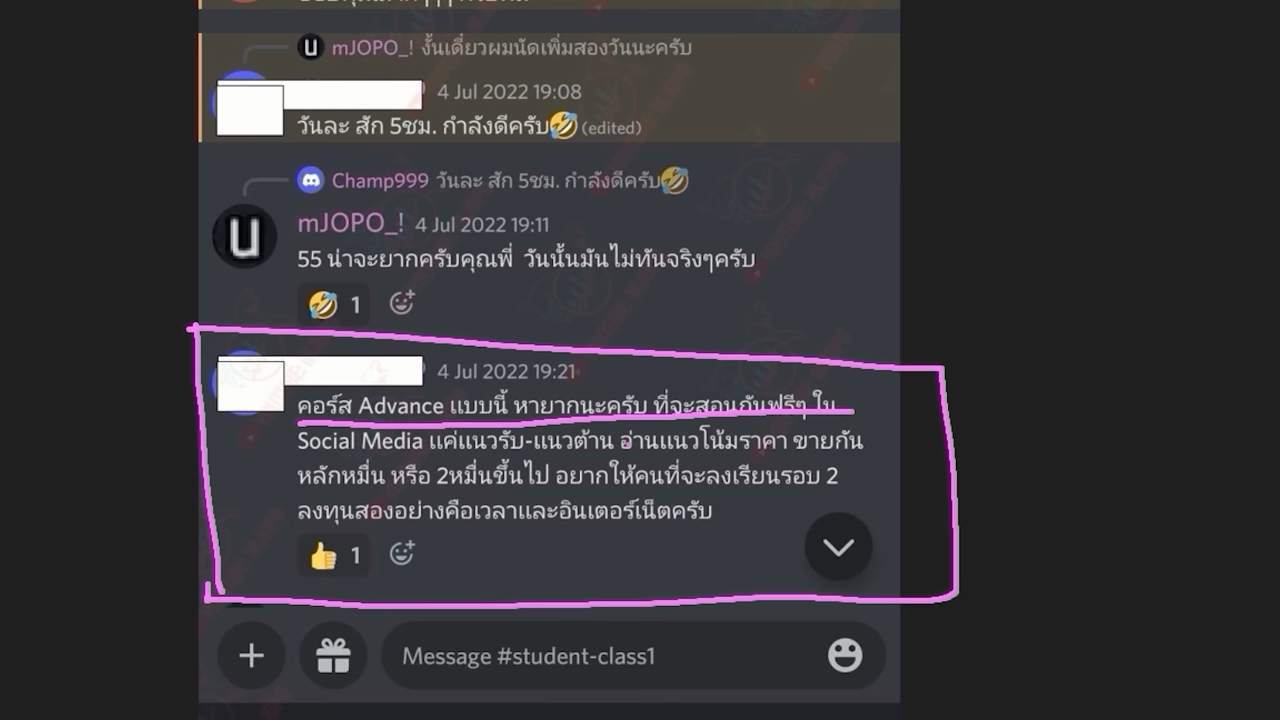 mJOPO_! งั้นเดี๋ยวผมนัดเพิ่มสองวันนะครับ
4 Jul 2022 19:08
วันละ สัก 5ชม. กำลังดีครับ🤣 (edited)
Champ999 วันละ สัก 5ชม. กำลังดีครับ🤣
mJOPO_! 4 Jul 2022 19:11
55 น่าจะยากครับคุณพี่ วันนั้นมันไม่ทันจริงๆครับ
🤣 1
4 Jul 2022 19:21
คอร์ส Advance แบบนี้ หายากนะครับ ที่จะสอนกันฟรีๆ ใน
Social Media แค่แนวรับ-แนวต้าน อ่านแนวโน้มราคา ขายกัน
หลักหมื่น หรือ 2หมื่นขึ้นไป อยากให้คนที่จะลงเรียนรอบ 2
ลงทุนสองอย่างคือเวลาและอินเตอร์เน็ตครับ
👍 1
Message #student-class1